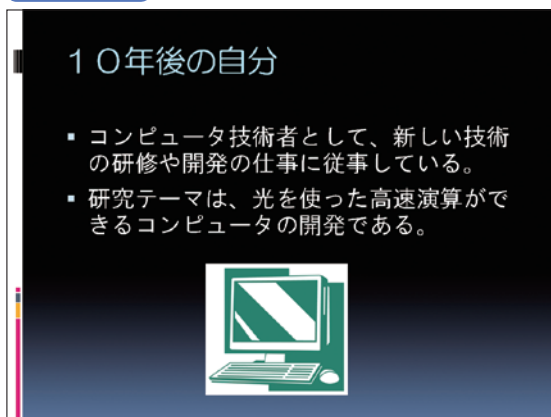 １０年後の自分
▪ コンピュータ技術者として、新しい技術
の研修や開発の仕事に従事している。
▪ 研究テーマは、光を使った高速演算がで
きるコンピュータの開発である。